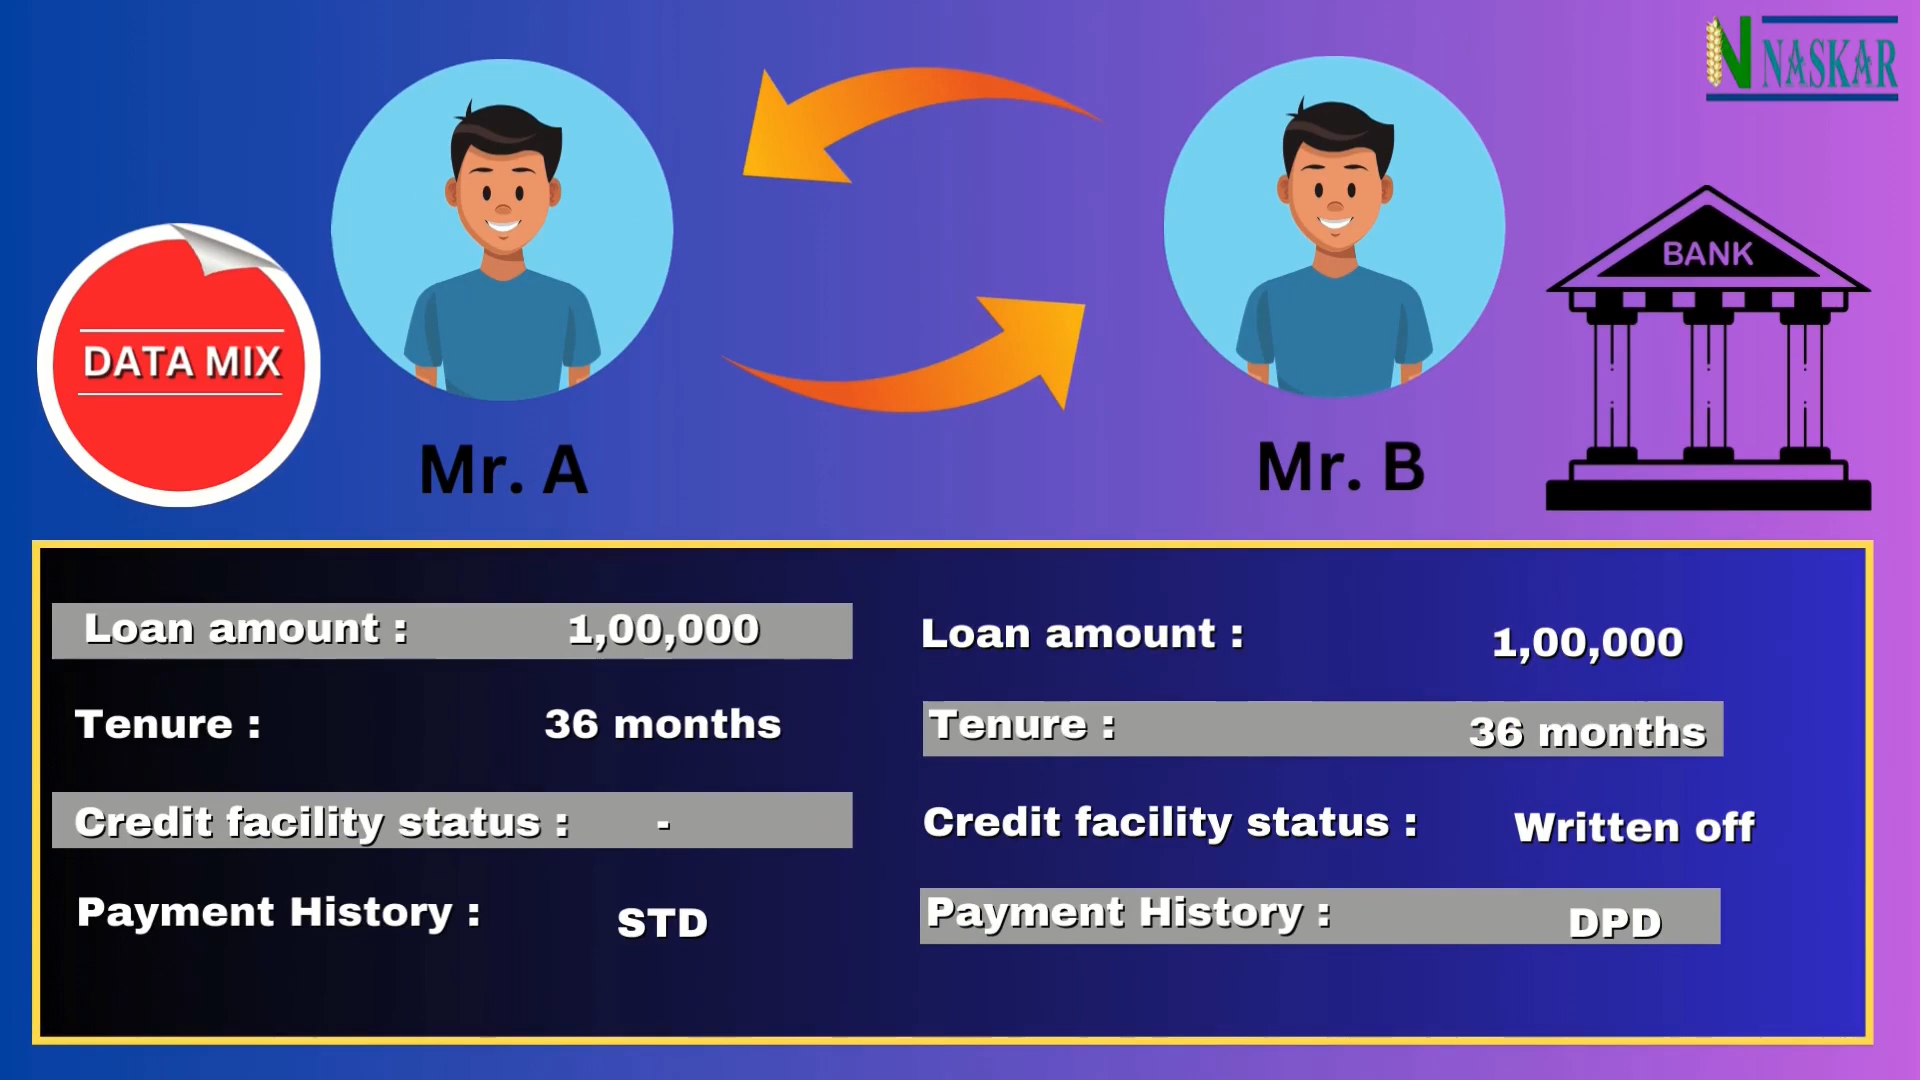 NASKAR
BANK
DATA MIX
Mr. A
Mr. B
Loan amount : 1,00,000
Tenure : 36 months
Credit facility status : -
Payment History : STD
Loan amount : 1,00,000
Tenure : 36 months
Credit facility status : Written off
Payment History : DPD